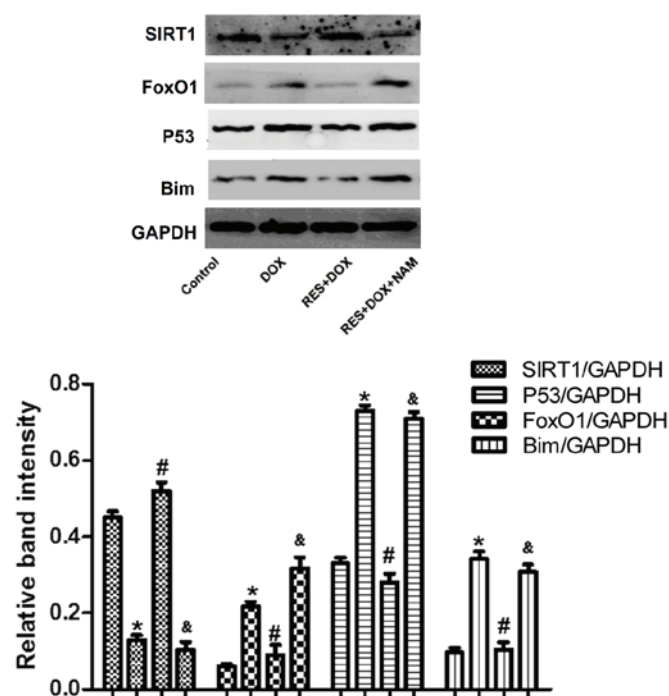 SIRT1
FoxO1
P53
Bim
GAPDH
Control
DOX
RES+DOX
RES+DOX+NAM
SIRT1/GAPDH
P53/GAPDH
FoxO1/GAPDH
Bim/GAPDH
Relative band intensity
0.8
0.6
0.4
0.2
0.0
* # &
* # &
* # &
* # &